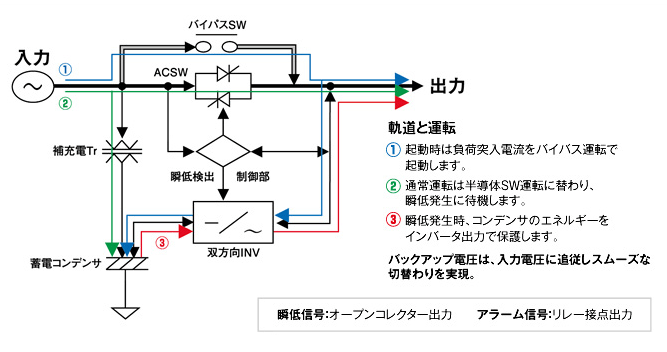 バイパスSW
入力
①
ACSW
出力
②
補充電Tr
瞬低検出 制御部
③
双方向INV
蓄電コンデンサ
軌道と運転
① 起動時は負荷突入電流をバイパス運転で
起動します。
② 通常運転は半導体SW運転に替わり、
瞬低発生に待機します。
③ 瞬低発生時、コンデンサのエネルギーを
インバータ出力で保護します。
バックアップ電圧は、入力電圧に追従しスムーズな
切替わりを実現。
瞬低信号:オープンコレクター出力 アラーム信号:リレー接点出力